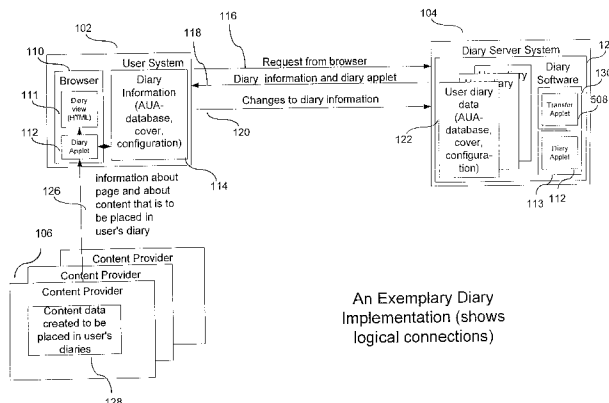 102
104
110
116
118
User System
Request from browser
Diary Server System
Browser
Diary
Information
(AUA-
database,
cover,
configuration)
Diary information and diary applet
Diary
Software
130
111
Diary
view
(HTML)
User diary
data
(AUA-
database,
cover,
configura-
tion)
Transfer
Applet
508
Changes to diary information
112
Diary
Applet
120
122
Diary
Applet
114
126
information about
page and about
content that is to
be placed in
user's diary
113
112
106
Content Provider
Content Provider
Content Provider
Content data
created to be
placed in user's
diaries
128
An Exemplary Diary
Implementation (shows
logical connections)